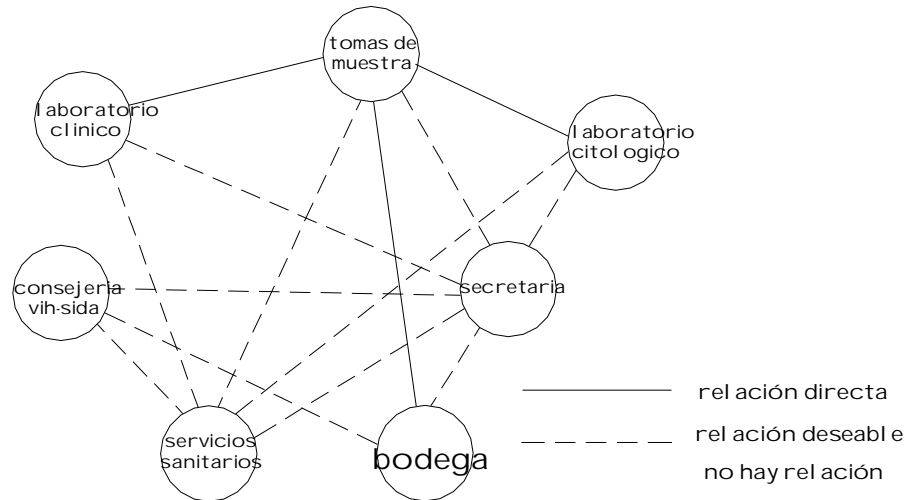 tomas de
muestra
laboratorio
clinico
laboratorio
citologico
consejeria
vih-sida
secretaria
servicios
sanitarios
bodega
relación directa
relación deseable
no hay relación